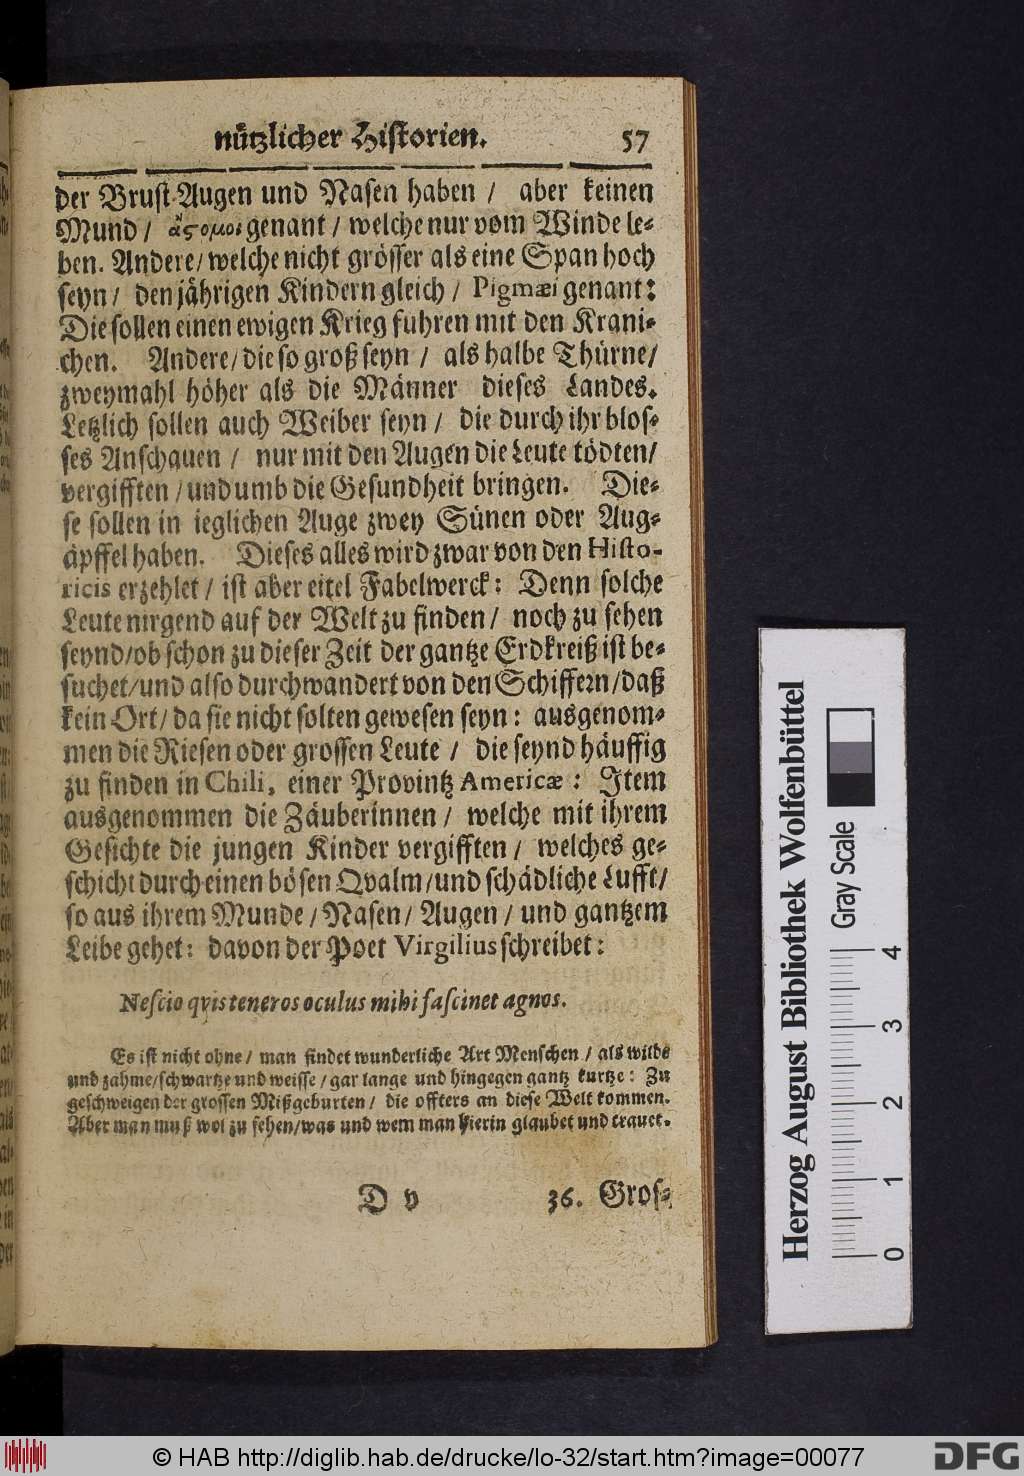 nützlicher Historien. 57
der Brust Augen und Nasen haben / aber keinen
Mund / ἄςομοι genant / welche nur vom Winde le-
ben. Andere / welche nicht grösser als eine Span hoch
seyn / den jährigen Kindern gleich / Pigmæi genant:
Die sollen einen ewigen Krieg fuhren mit den Krani-
chen. Andere / die so groß seyn / als halbe Thürne /
zweymahl höher als die Männer dieses Landes.
Letzlich sollen auch Weiber seyn / die durch ihr blos-
ses Anschauen / nur mit den Augen die Leute tödten /
vergifften / und umb die Gesundheit bringen. Die-
se sollen in ieglichen Auge zwey Sünen oder Aug-
äpffel haben. Dieses alles wird zwar von den Histo-
ricis erzehlet / ist aber eitel Fabelwerck: Denn solche
Leute nirgend auf der Welt zu finden / noch zu sehen
seynd / ob schon zu dieser Zeit der gantze Erdkreiß ist be-
suchet / und also durchwandert von den Schiffern / daß
kein Ort / da sie nicht solten gewesen seyn: ausgenom-
men die Riesen oder grossen Leute / die seynd häuffig
zu finden in Chili, einer Provintz Americæ: Item
ausgenommen die Zäuberinnen / welche mit ihrem
Gesichte die jungen Kinder vergifften / welches ge-
schicht durch einen bösen Qvalm / und schädliche Lufft /
so aus ihrem Munde / Nasen / Augen / und gantzem
Leibe gehet: davon der Poet Virgilius schreibet:
Nescio qvis teneros oculus mihi fascinet agnos.
Es ist nicht ohne / man findet wunderliche Art Menschen / als wilde
und zahme / schwartze und weisse / gar lange und hingegen gantz kurtze: Zu
geschweigen der grossen Mißgeburten / die offters an diese Welt kommen.
Aber man muß wol zu sehen / was und wem man hierin glaubet und trauet.
D y 36. Gros-
Herzog August Bibliothek Wolfenbüttel
Gray Scale
0 1 2 3 4
© HAB http://diglib.hab.de/drucke/lo-32/start.htm?image=00077
DFG